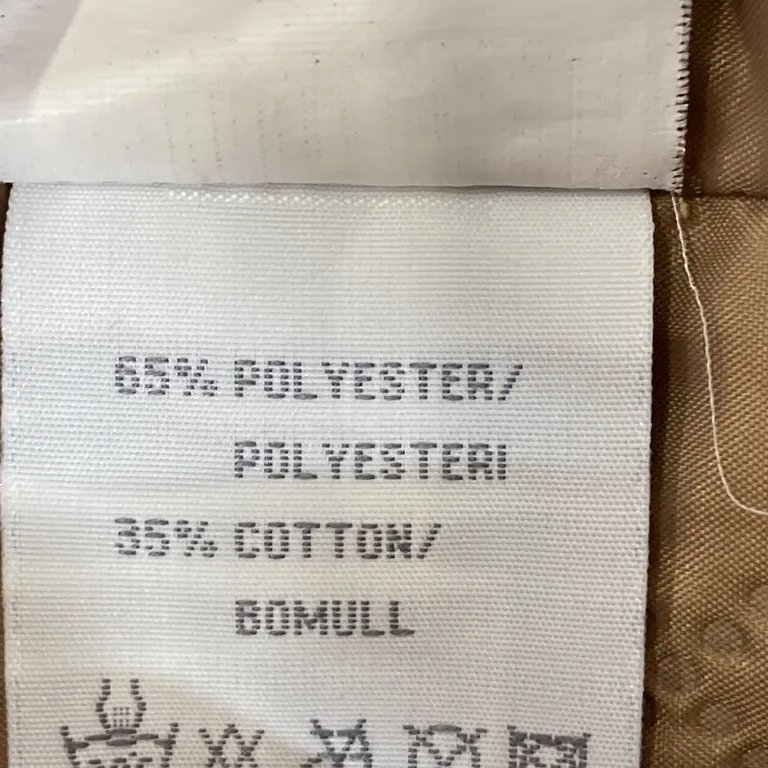 65% POLYESTER/
POLYESTERI
35% COTTON/
BOMULL